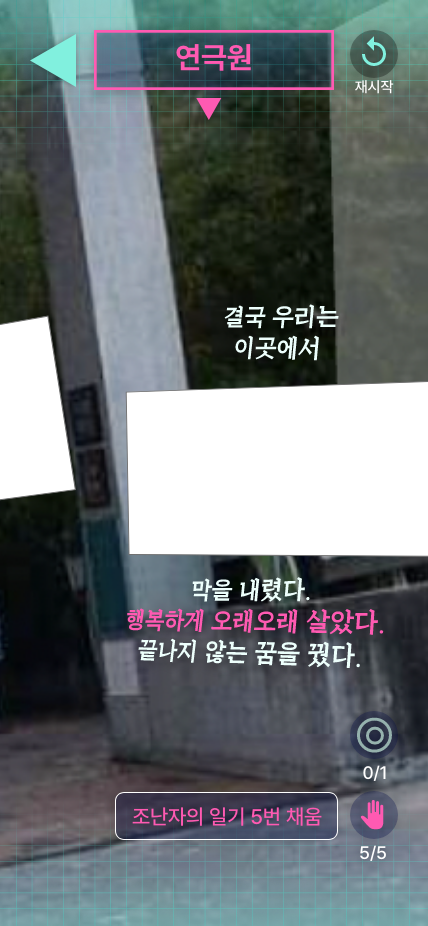 연극원
재시작
결국 우리는
이곳에서
막을 내렸다.
행복하게 오래오래 살았다.
끝나지 않는 꿈을 꿨다.
0/1
조난자의 일기 5번 채움
5/5